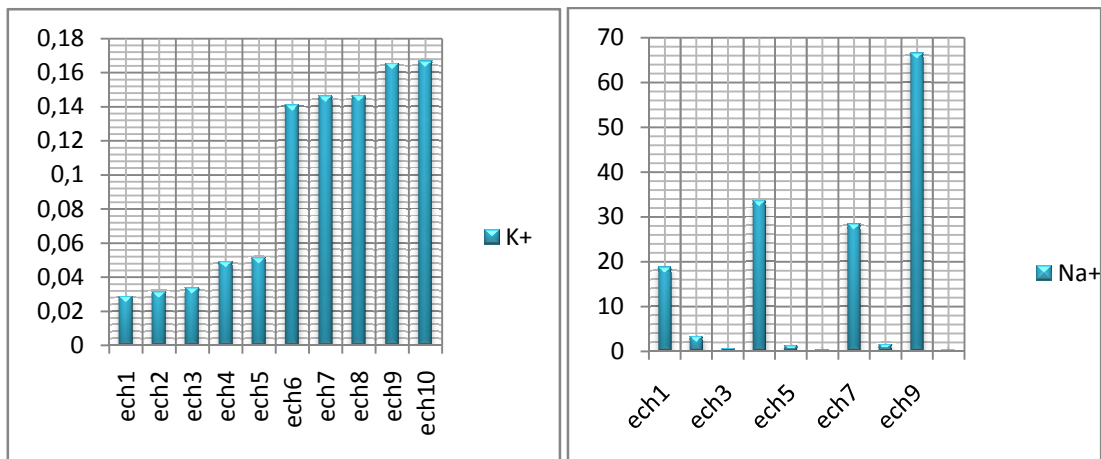 0,18
0,16
0,14
0,12
0,1
0,08
0,06
0,04
0,02
0
ech1
ech2
ech3
ech4
ech5
ech6
ech7
ech8
ech9
ech10
K+
70
60
50
40
30
20
10
0
ech1
ech3
ech5
ech7
ech9
Na+